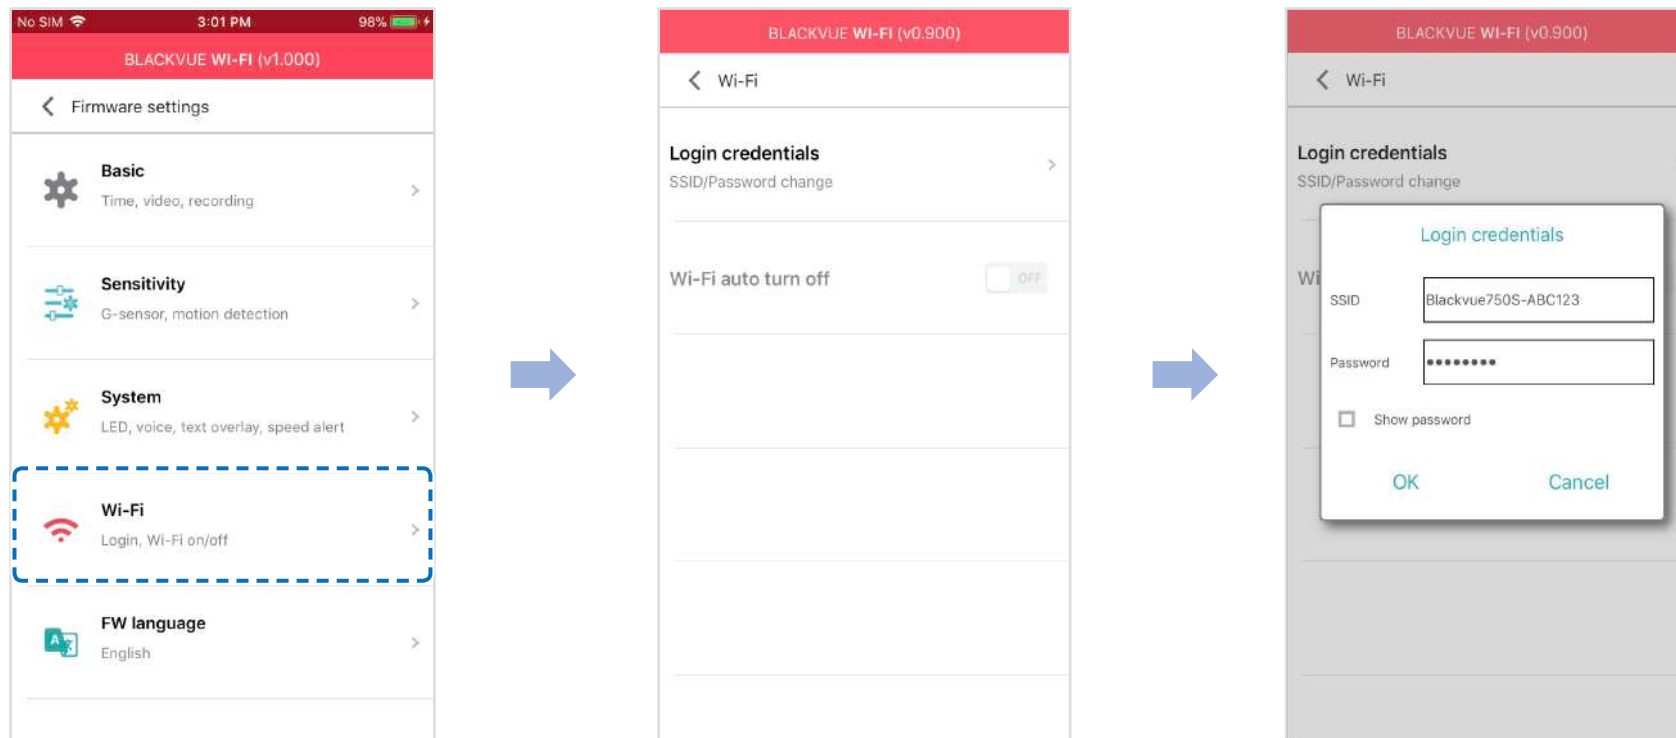 No SIM 3:01 PM 98%
BLACKVUE WI-FI (v1.000)
Firmware settings
Basic
Time, video, recording
Sensitivity
G-sensor, motion detection
System
LED, voice, text overlay, speed alert
Wi-Fi
Login, Wi-Fi on/off
FW language
English
BLACKVUE WI-FI (v0.900)
Wi-Fi
Login credentials
SSID/Password change
Wi-Fi auto turn off OFF
BLACKVUE WI-FI (v0.900)
Wi-Fi
Login credentials
SSID/Password change
Wi
Login credentials
SSID Blackvue750S-ABC123
Password ••••••••
Show password
OK Cancel